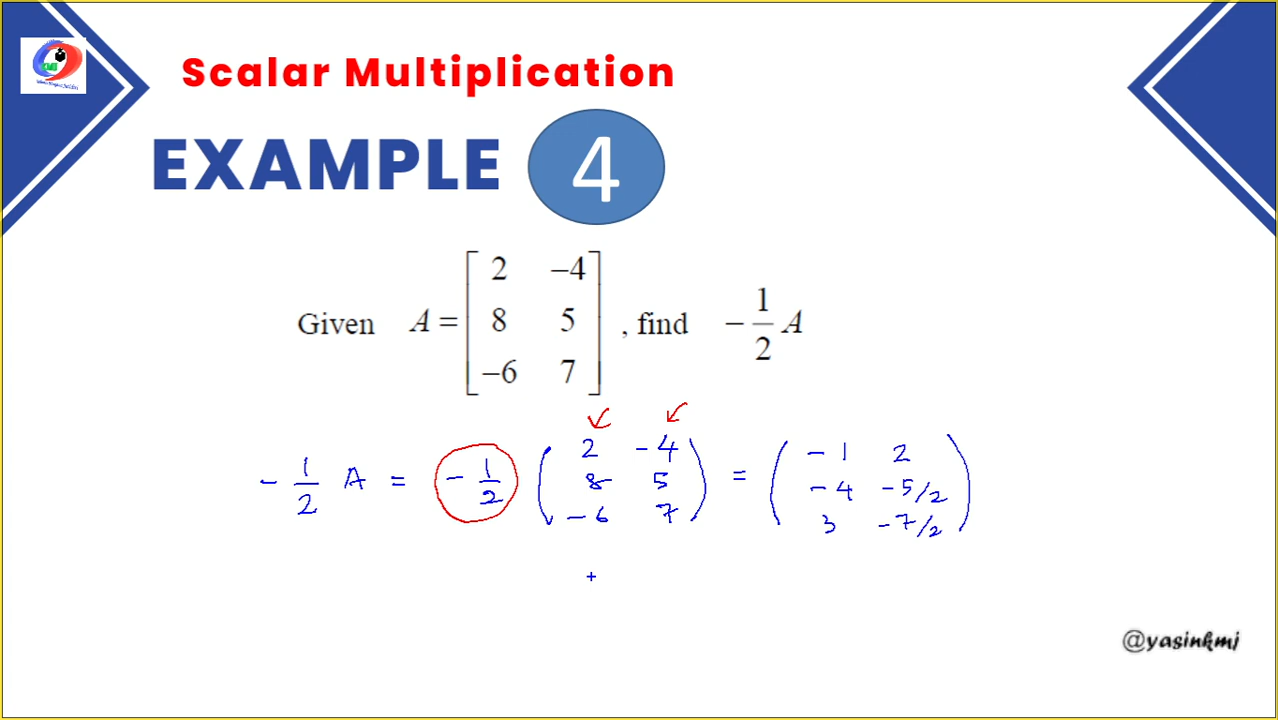 Scalar Multiplication
EXAMPLE 4
Given A = [ 2 −4 ; 8 5 ; −6 7 ] , find −1/2 A
- 1/2 A = - 1/2 ( 2 -4 ; 8 5 ; -6 7 ) = ( -1 2 ; -4 -5/2 ; 3 -7/2 )
+
@yasinkmj